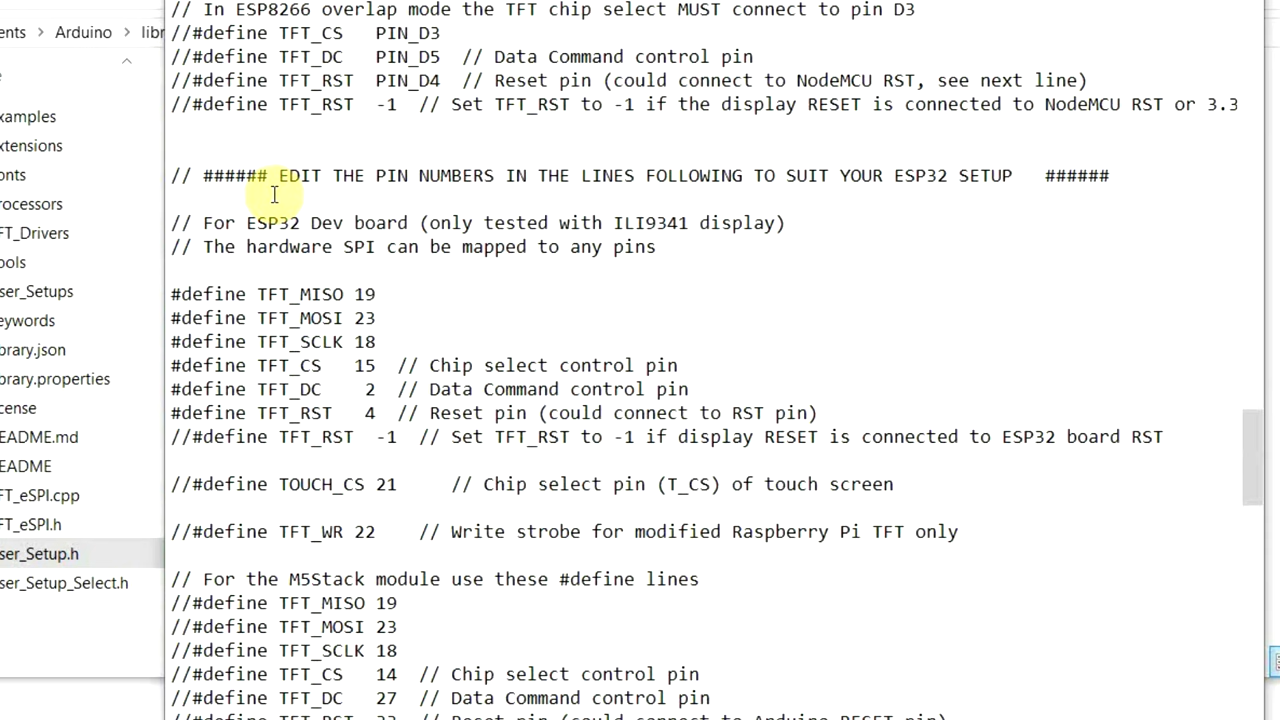 // In ESP8266 overlap mode the TFT chip select MUST connect to pin D3
ents > Arduino > libr
//#define TFT_CS   PIN_D3
//#define TFT_DC   PIN_D5  // Data Command control pin
//#define TFT_RST  PIN_D4  // Reset pin (could connect to NodeMCU RST, see next line)
//#define TFT_RST  -1  // Set TFT_RST to -1 if the display RESET is connected to NodeMCU RST or 3.3
// ###### EDIT THE PIN NUMBERS IN THE LINES FOLLOWING TO SUIT YOUR ESP32 SETUP   ######
// For ESP32 Dev board (only tested with ILI9341 display)
// The hardware SPI can be mapped to any pins
#define TFT_MISO 19
#define TFT_MOSI 23
#define TFT_SCLK 18
#define TFT_CS   15  // Chip select control pin
#define TFT_DC    2  // Data Command control pin
#define TFT_RST   4  // Reset pin (could connect to RST pin)
//#define TFT_RST  -1  // Set TFT_RST to -1 if display RESET is connected to ESP32 board RST
//#define TOUCH_CS 21     // Chip select pin (T_CS) of touch screen
//#define TFT_WR 22    // Write strobe for modified Raspberry Pi TFT only
// For the M5Stack module use these #define lines
//#define TFT_MISO 19
//#define TFT_MOSI 23
//#define TFT_SCLK 18
//#define TFT_CS   14  // Chip select control pin
//#define TFT_DC   27  // Data Command control pin
//#define TFT_RST  33  // Reset pin (could connect to Arduino RESET pin)
xamples
xtensions
onts
rocessors
FT_Drivers
ools
ser_Setups
eywords
brary.json
brary.properties
cense
EADME.md
EADME
FT_eSPI.cpp
FT_eSPI.h
ser_Setup.h
ser_Setup_Select.h